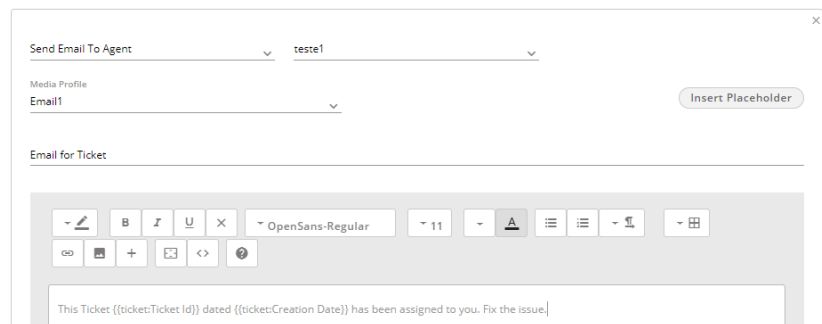 Send Email To Agent
teste1
Media Profile
Email1
Insert Placeholder
Email for Ticket
B I U
OpenSans-Regular
11
A
This Ticket {{ticket:Ticket Id}} dated {{ticket:Creation Date}} has been assigned to you. Fix the issue.